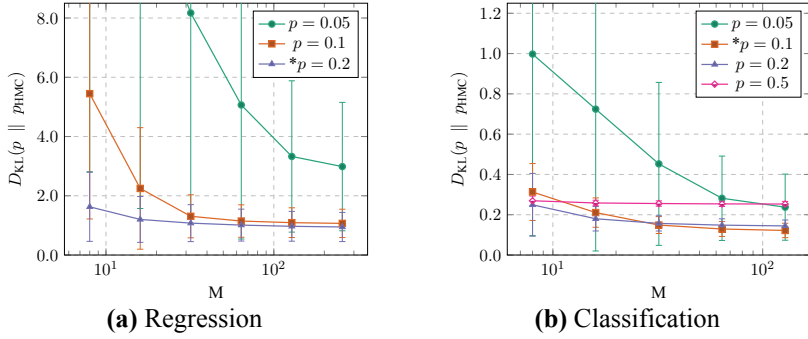 8.0
6.0
4.0
2.0
0.0
D_KL(p || p_HMC)
p = 0.05
p = 0.1
*p = 0.2
10^1
10^2
M
(a) Regression
1.2
1.0
0.8
0.6
0.4
0.2
0.0
D_KL(p || p_HMC)
p = 0.05
*p = 0.1
p = 0.2
p = 0.5
10^1
10^2
M
(b) Classification